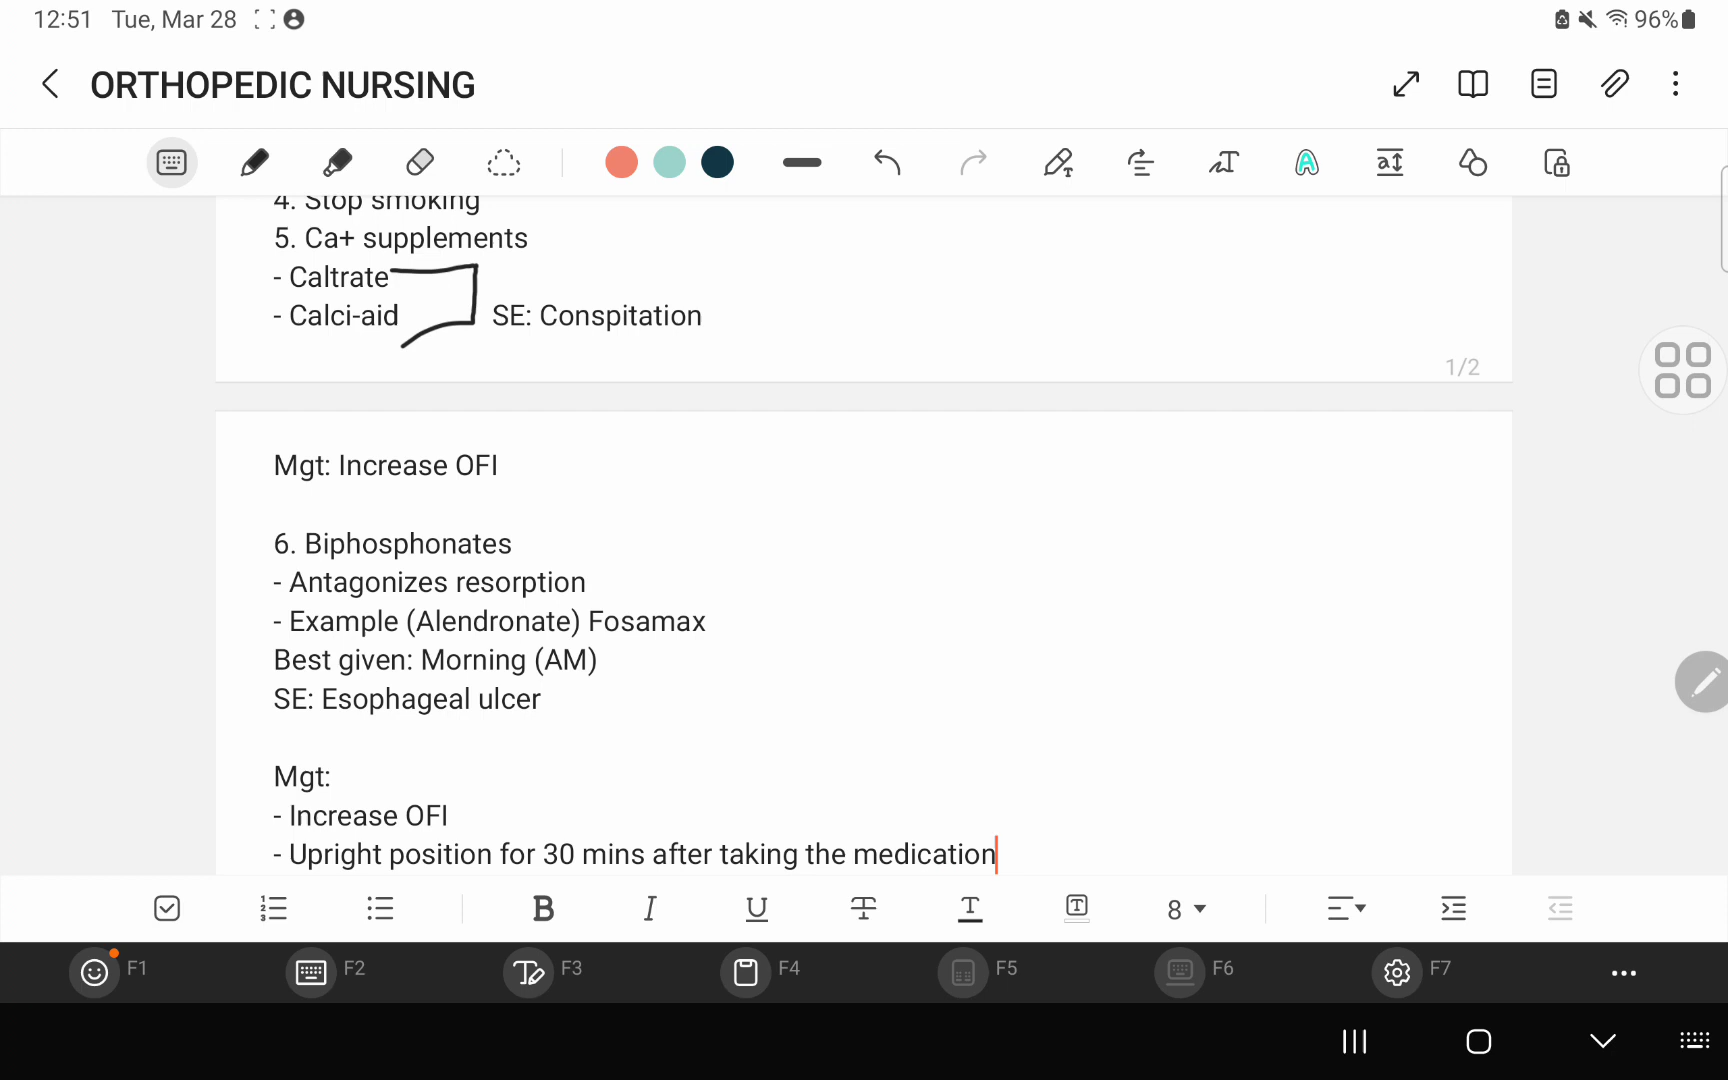 12:51 Tue, Mar 28 96%
ORTHOPEDIC NURSING
4. Stop smoking
5. Ca+ supplements
- Caltrate
- Calci-aid SE: Conspitation
1/2
Mgt: Increase OFI
6. Biphosphonates
- Antagonizes resorption
- Example (Alendronate) Fosamax
Best given: Morning (AM)
SE: Esophageal ulcer
Mgt:
- Increase OFI
- Upright position for 30 mins after taking the medication
B I U T T T 8
F1 F2 F3 F4 F5 F6 F7